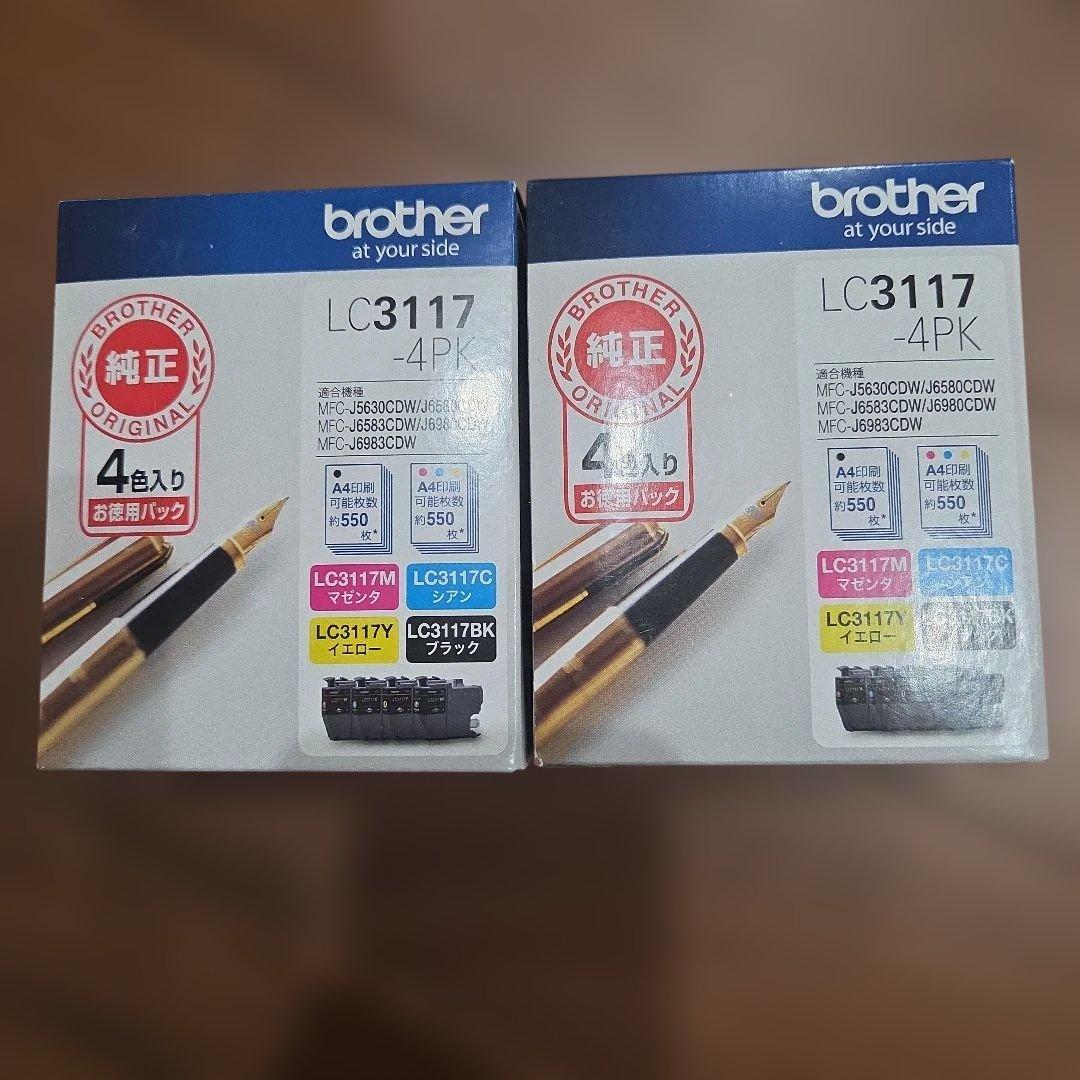 brother
at your side
BROTHER
純正
ORIGINAL
4色入り
お徳用パック
LC3117
-4PK
適合機種
MFC-J5630CDW/J6580CDW
MFC-J6583CDW/J6980CDW
MFC-J6983CDW
A4印刷
可能枚数
約550
枚*
A4印刷
可能枚数
約550
枚*
LC3117M
マゼンタ
LC3117C
シアン
LC3117Y
イエロー
LC3117BK
ブラック
brother
at your side
BROTHER
純正
ORIGINAL
4色入り
お徳用パック
LC3117
-4PK
適合機種
MFC-J5630CDW/J6580CDW
MFC-J6583CDW/J6980CDW
MFC-J6983CDW
A4印刷
可能枚数
約550
枚*
A4印刷
可能枚数
約550
枚*
LC3117M
マゼンタ
LC3117C
シアン
LC3117Y
イエロー